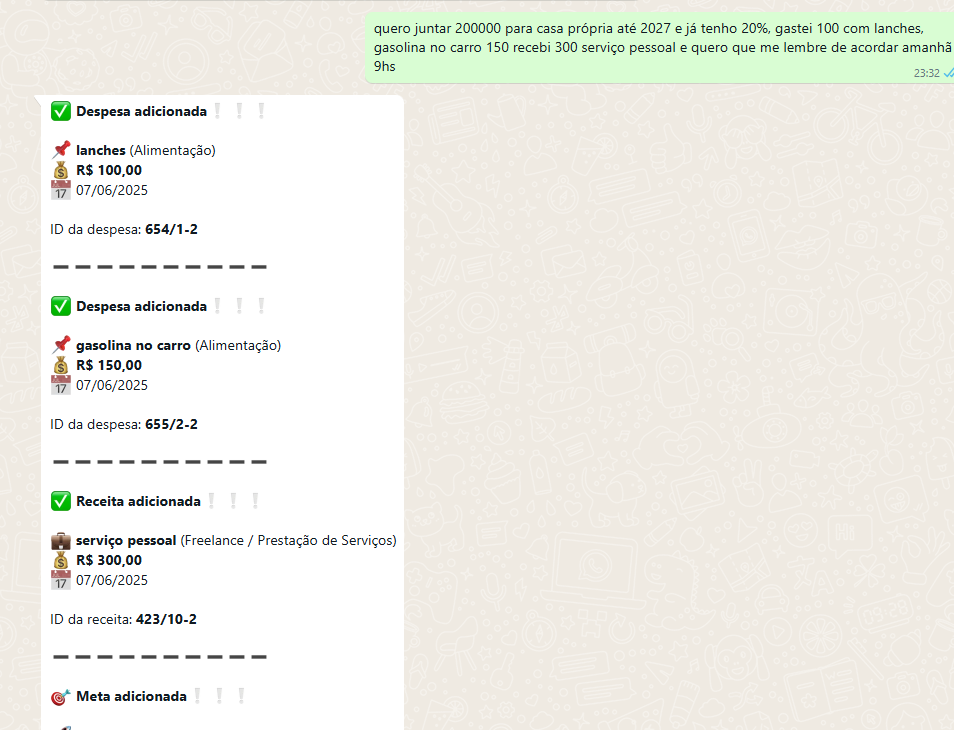 quero juntar 200000 para casa própria até 2027 e já tenho 20%, gastei 100 com lanches,
gasolina no carro 150 recebi 300 serviço pessoal e quero que me lembre de acordar amanhã
9hs
23:32
✅ Despesa adicionada❕❕❕
📌 lanches (Alimentação)
💰 R$ 100,00
📅 07/06/2025
ID da despesa: 654/1-2
➖➖➖➖➖➖➖➖➖➖
✅ Despesa adicionada❕❕❕
📌 gasolina no carro (Alimentação)
💰 R$ 150,00
📅 07/06/2025
ID da despesa: 655/2-2
➖➖➖➖➖➖➖➖➖➖
✅ Receita adicionada❕❕❕
💼 serviço pessoal (Freelance / Prestação de Serviços)
💰 R$ 300,00
📅 07/06/2025
ID da receita: 423/10-2
➖➖➖➖➖➖➖➖➖➖
🎯 Meta adicionada❕❕❕